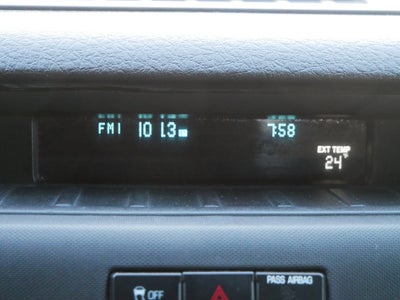 FM1 101.3 7:58
EXT TEMP
24°F
OFF
PASS AIRBAG